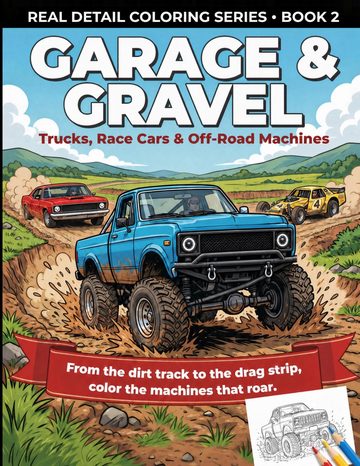 REAL DETAIL COLORING SERIES • BOOK 2
GARAGE &
GRAVEL
Trucks, Race Cars & Off-Road Machines
4
From the dirt track to the drag strip,
color the machines that roar.